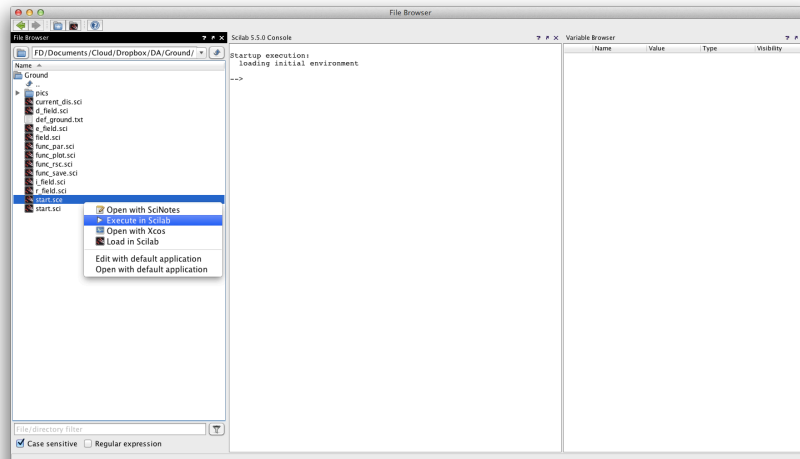 File Browser
File Browser
Scilab 5.5.0 Console
Variable Browser
FD/Documents/Cloud/Dropbox/DA/Ground/
Name
Ground
..
pics
current_dis.sci
d_field.sci
def_ground.txt
e_field.sci
field.sci
func_par.sci
func_plot.sci
func_rsc.sci
func_save.sci
i_field.sci
r_field.sci
start.sce
start.sci
Open with SciNotes
Execute in Scilab
Open with Xcos
Load in Scilab
Edit with default application
Open with default application
File/directory filter
Case sensitive Regular expression
Startup execution:
loading initial environment
-->
Name Value Type Visibility